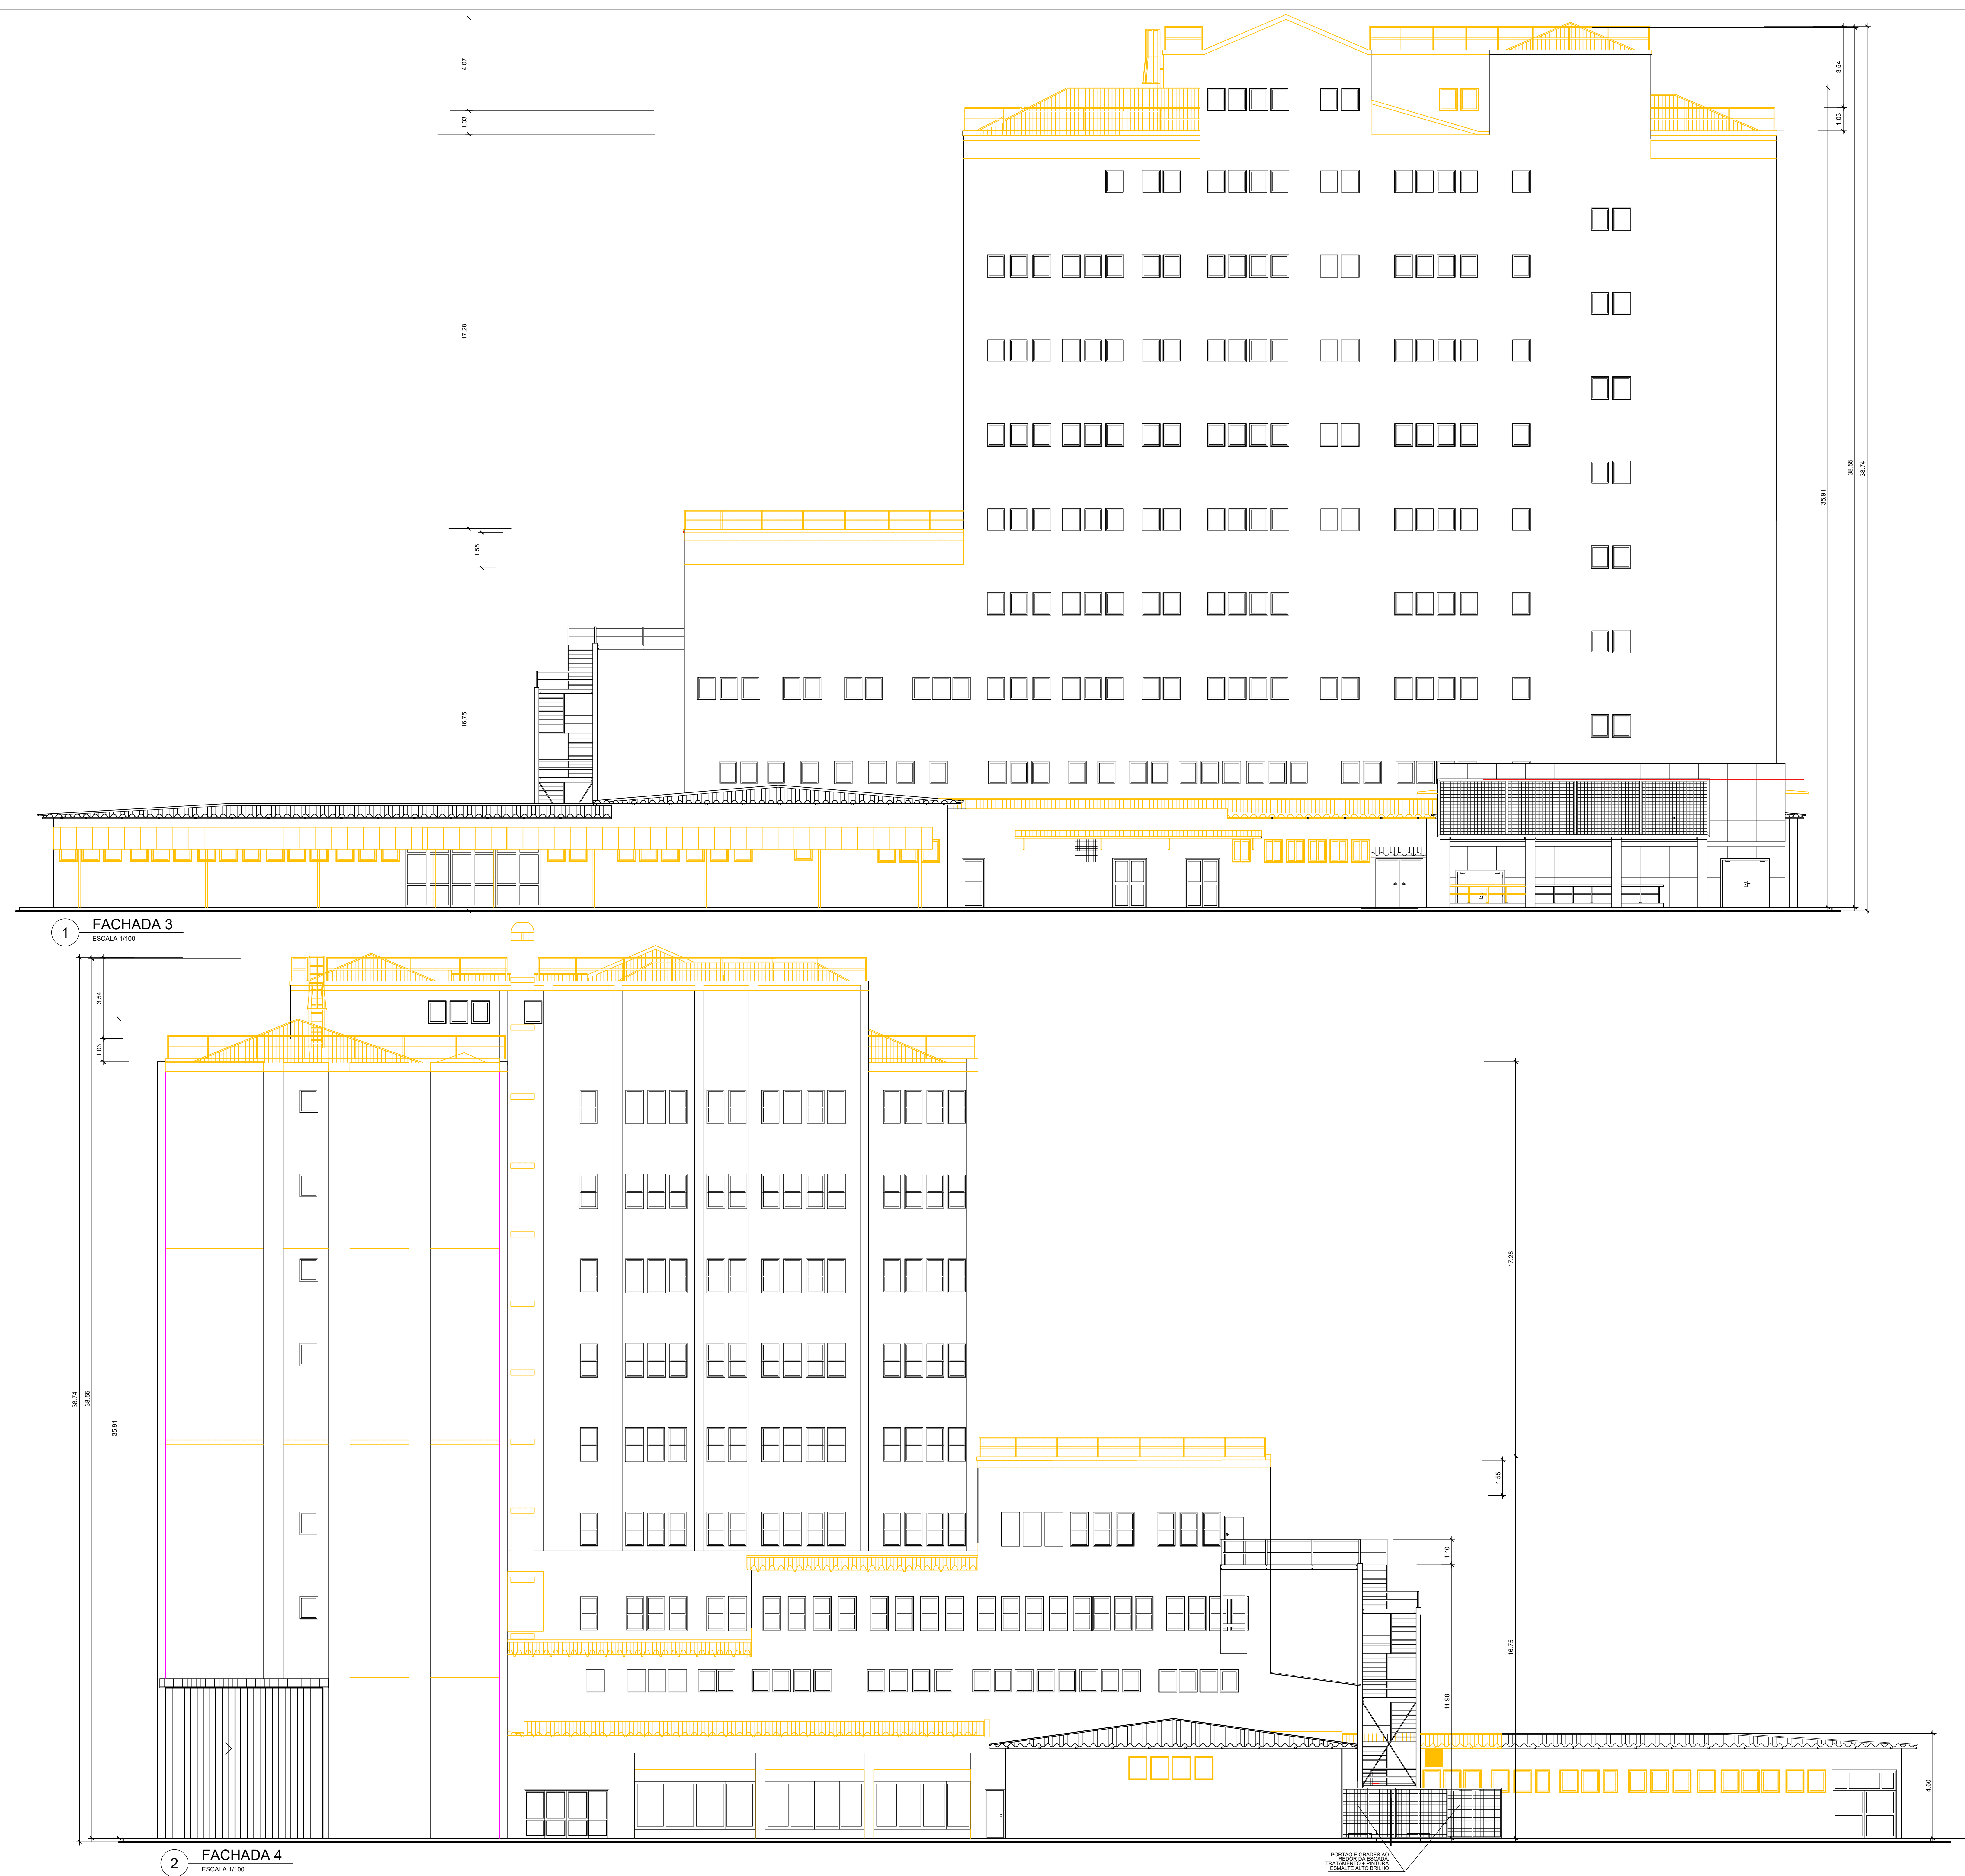 4.07
1.03
17.28
1.55
16.75
3.54
1.03
35.91
38.55
38.74
1
FACHADA 3
ESCALA 1/100
3.54
1.03
38.74
38.55
35.91
17.28
1.55
1.10
16.75
11.98
4.60
PORTÃO E GRADES AO
REDOR DA ESCADA:
TRATAMENTO + PINTURA
ESMALTE ALTO BRILHO
2
FACHADA 4
ESCALA 1/100